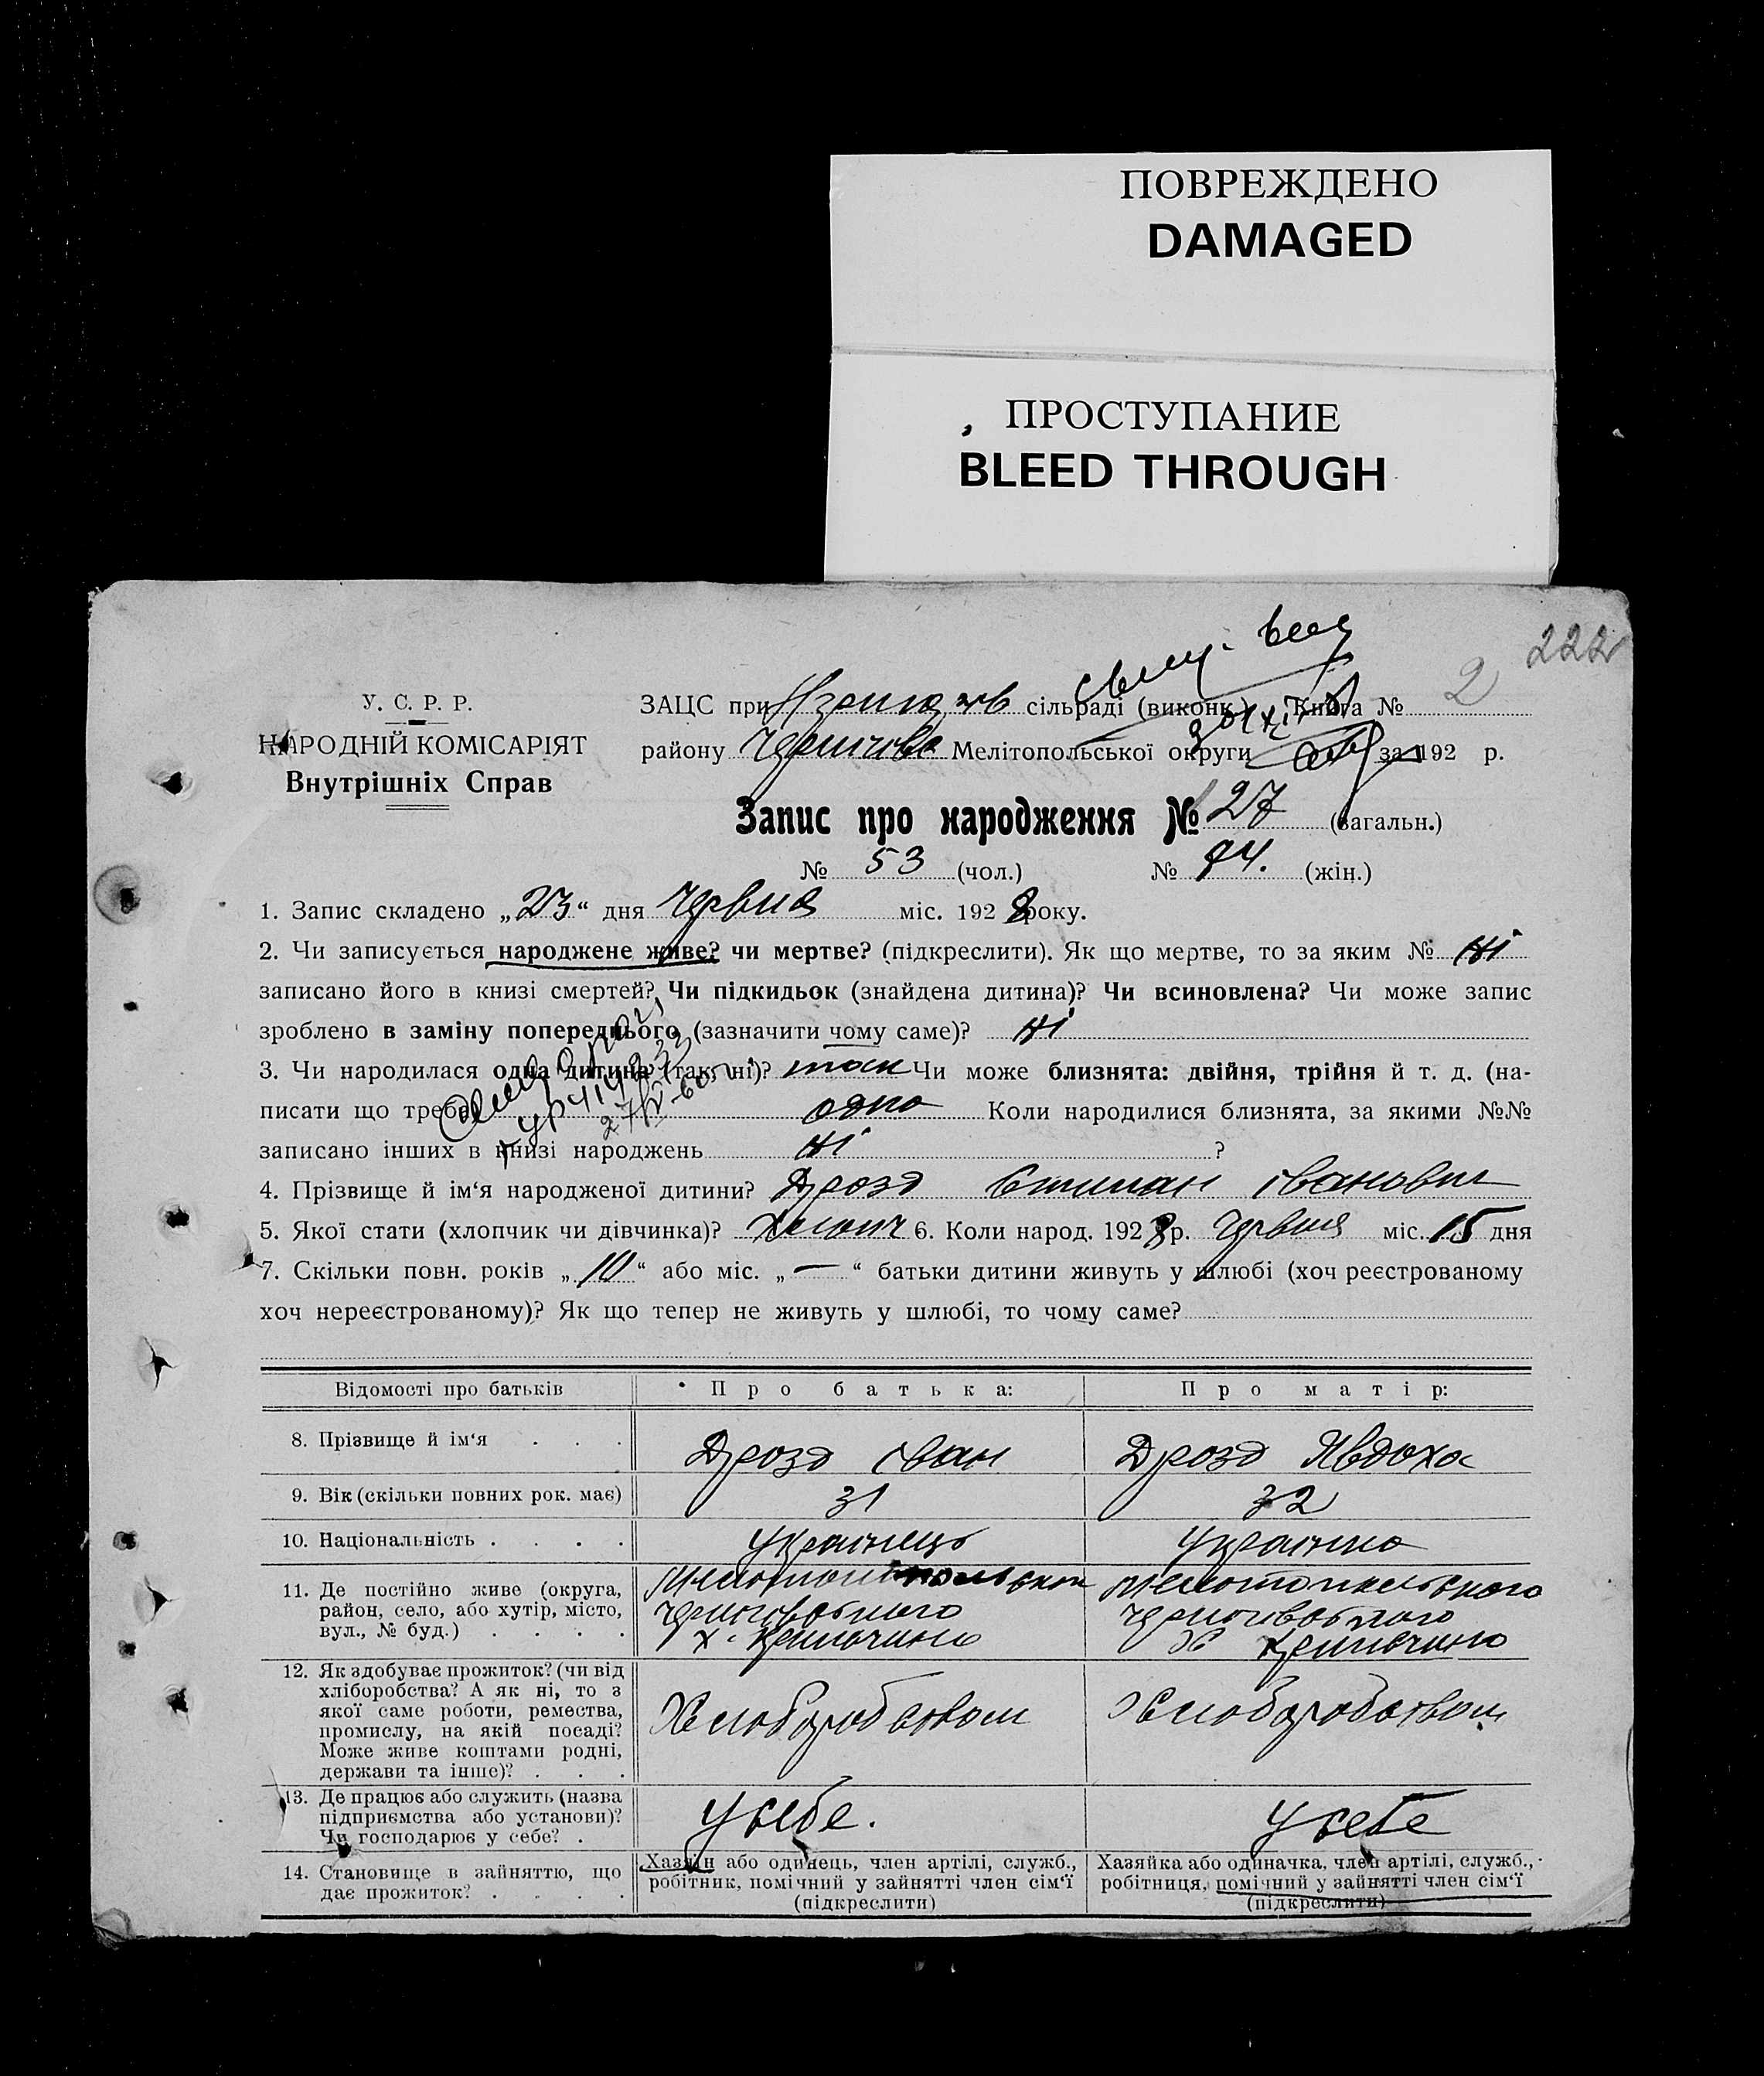 ПОВРЕЖДЕНО
DAMAGED
ПРОСТУПАНИЕ
BLEED THROUGH
222
У. С. Р. Р.
НАРОДНІЙ КОМІСАРІЯТ
Внутрішніх Справ
ЗАЦС при сільраді (виконк.) Книга № 2
району Мелітопольської округи за 192 р.
Запис про народження № 27 (загальн.)
№ 53 (чол.) № (жін.)
1. Запис складено „23“ дня Червня міс. 1928 року.
2. Чи записується народжене живе? чи мертве? (підкреслити). Як що мертве, то за яким № ні
записано його в книзі смертей? Чи підкидьок (знайдена дитина)? Чи всиновлена? Чи може запис
зроблено в заміну попереднього (зазначити чому саме)? ні
3. Чи народилася одна дитина (так, ні)? так Чи може близнята: двійня, трійня й т. д. (на-
писати що треба) одно Коли народилися близнята, за якими №№
записано інших в книзі народжень ні ?
4. Прізвище й ім‘я народженої дитини? Дрозд Степан Іванович
5. Якої стати (хлопчик чи дівчинка)? Хлопч 6. Коли народ. 1928 р. Червня міс. 15 дня
7. Скільки повн. років „10“ або міс. „—“ батьки дитини живуть у шлюбі (хоч реєстрованому
хоч нереєстрованому)? Як що тепер не живуть у шлюбі, то чому саме?
Відомості про батьків Про батька: Про матір:
8. Прізвище й ім‘я . . . Дрозд Іван Дрозд Явдоха
9. Вік (скільки повних рок. має) 31 32
10. Національність . . . . Українець Українка
11. Де постійно живе (округа, Мелітопольського
район, село, або хутір, місто,
вул., № буд.) . . . .
12. Як здобуває прожиток? (чи від
хліборобства? А як ні, то з
якої саме роботи, ремества, Хліборобством Хліборобством
промислу, на якій посаді?
Може живе коштами родні,
держави та інше)? . . .
13. Де працює або служить (назва
підприємства або установи)? У себе. У себе
Чи господарює у себе? .
14. Становище в зайняттю, що Хазяїн або одинець, член артілі, служб., Хазяйка або одиначка, член артілі, служб.,
дає прожиток? . . . . робітник, помічний у зайнятті член сім‘ї робітниця, помічний у зайнятті член сім‘ї
(підкреслити) (підкреслити)